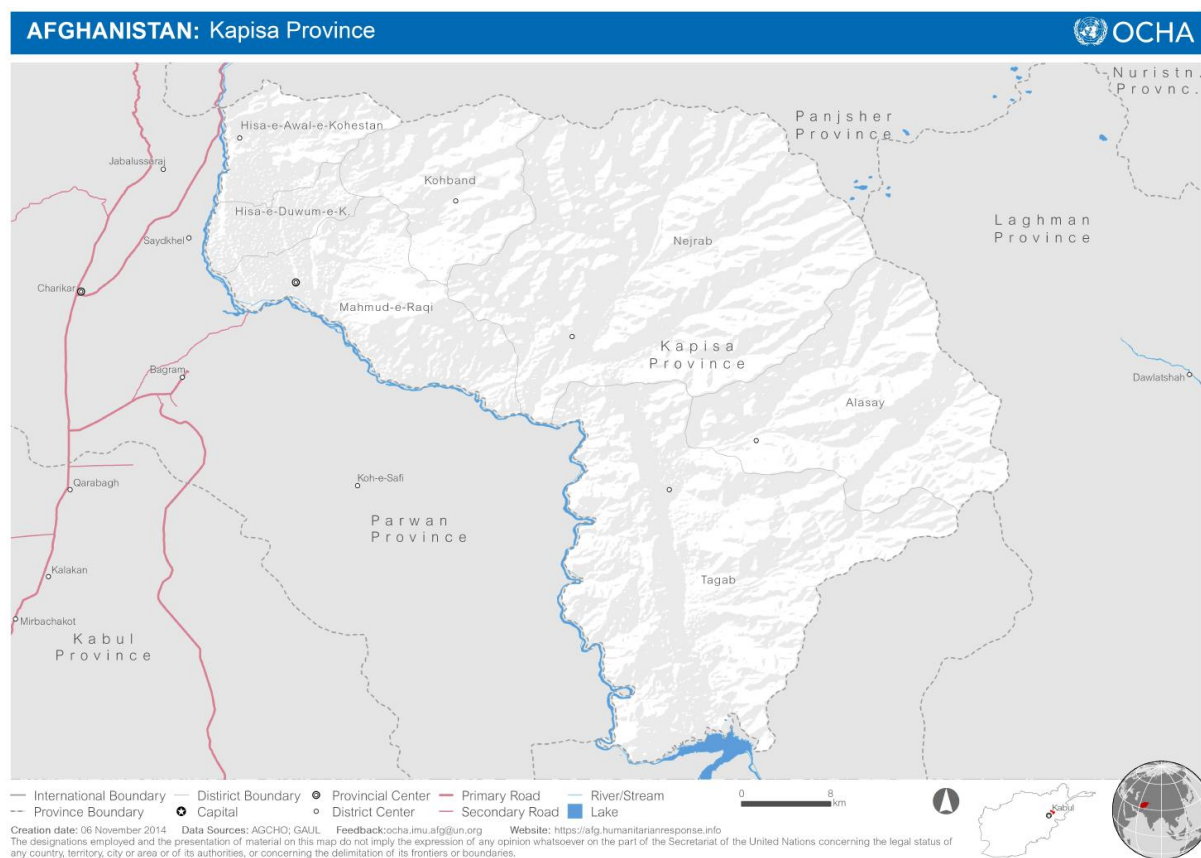 AFGHANISTAN: Kapisa Province
OCHA
Nuristn.
Provnc.
Panjsher
Province
Hisa-e-Awal-e-Kohestan
Jabalussaraj
Kohband
Hisa-e-Duwum-e-K.
Laghman
Province
Saydkhel
Nejrab
Charikar
Mahmud-e-Raqi
Kapisa
Province
Bagram
Dawlatshah
Alasay
Koh-e-Safi
Qarabagh
Parwan
Province
Kalakan
Tagab
Mirbachakot
Kabul
Province
International Boundary
District Boundary
Provincial Center
Primary Road
River/Stream
0 8
km
Province Boundary
Capital
District Center
Secondary Road
Lake
Kabul
Creation date: 06 November 2014 Data Sources: AGCHO; GAUL Feedback:ocha.imu.afg@un.org Website: https://afg.humanitarianresponse.info
The designations employed and the presentation of material on this map do not imply the expression of any opinion whatsoever on the part of the Secretariat of the United Nations concerning the legal status of
any country, territory, city or area or of its authorities, or concerning the delimitation of its frontiers or boundaries.